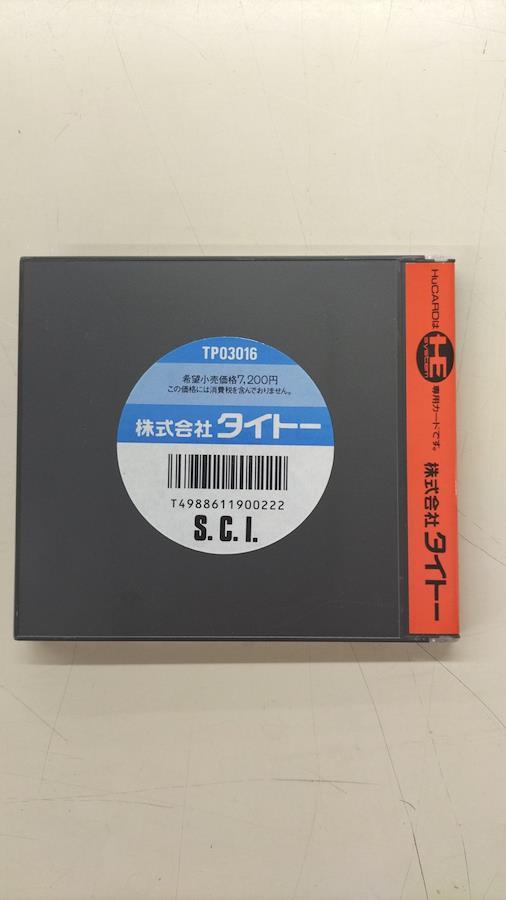 TP03016
希望小売価格7,200円
この価格には消費税を含んでおりません。
株式会社 タイトー
T4988611900222
S.C.I.
HuCARDは HE SYSTEM 専用カードです。 株式会社 タイトー